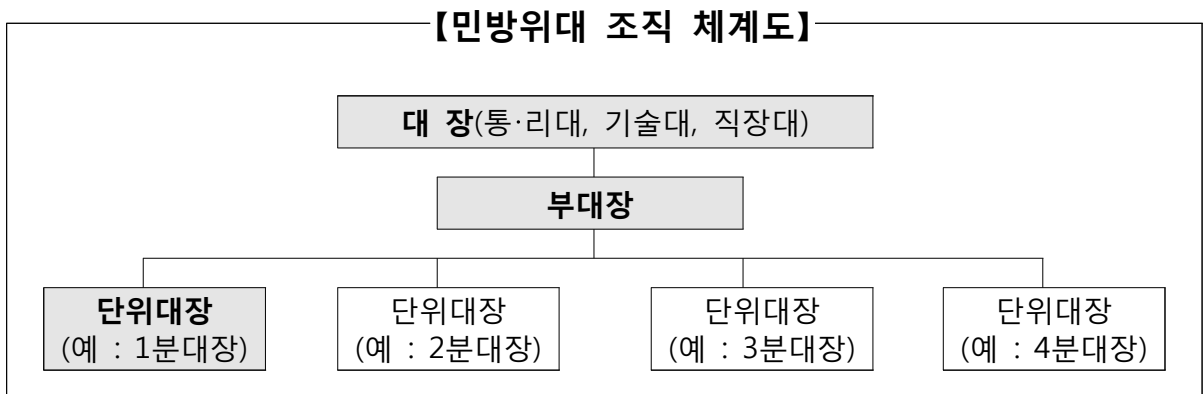 【민방위대 조직 체계도】
대 장(통·리대, 기술대, 직장대)
부대장
단위대장
(예 : 1분대장)
단위대장
(예 : 2분대장)
단위대장
(예 : 3분대장)
단위대장
(예 : 4분대장)